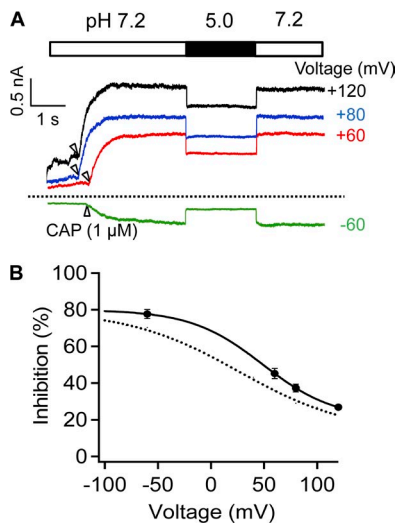 A
pH 7.2 5.0 7.2
Voltage (mV)
0.5 nA
1 s
+120
+80
+60
-60
CAP (1 µM)
B
100
80
60
40
20
0
Inhibition (%)
-100 -50 0 50 100
Voltage (mV)